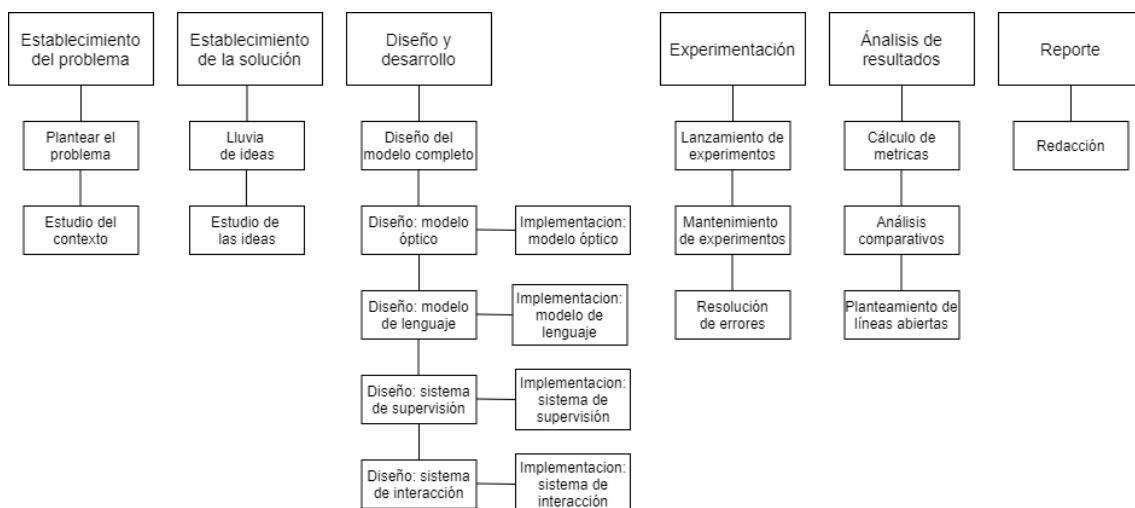 Establecimiento
del problema
Plantear el
problema
Estudio del
contexto
Establecimiento
de la solución
Lluvia
de ideas
Estudio de
las ideas
Diseño y
desarrollo
Diseño del
modelo completo
Diseño: modelo
óptico
Implementacion:
modelo óptico
Diseño: modelo
de lenguaje
Implementacion:
modelo de
lenguaje
Diseño: sistema
de supervisión
Implementacion:
sistema de
supervisión
Diseño: sistema
de interacción
Implementacion:
sistema de
interacción
Experimentación
Lanzamiento de
experimentos
Mantenimiento
de experimentos
Resolución
de errores
Ánalisis de
resultados
Cálculo de
metricas
Análisis
comparativos
Planteamiento de
líneas abiertas
Reporte
Redacción